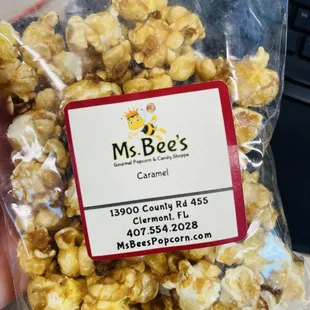 Ms. Bee's
Gourmet Popcorn & Candy Shoppe
Caramel
13900 County Rd 455
Clermont, FL
407.554.2028
MsBeesPopcorn.com